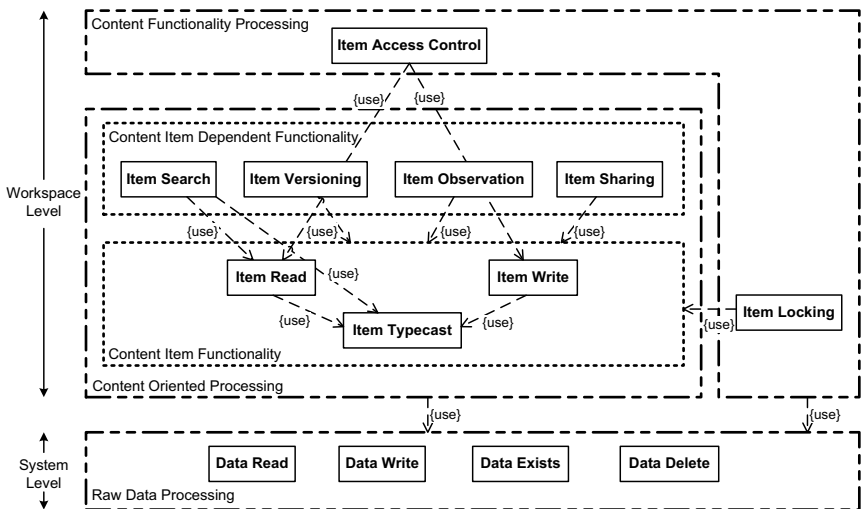 Content Functionality Processing
Item Access Control
{use}
{use}
Content Item Dependent Functionality
Item Search
Item Versioning
Item Observation
Item Sharing
Workspace
Level
{use}
{use}
{use}
{use}
Item Read
{use}
Item Write
Item Locking
{use}
Item Typecast
{use}
{use}
Content Item Functionality
Content Oriented Processing
{use}
{use}
System
Level
Data Read
Data Write
Data Exists
Data Delete
Raw Data Processing